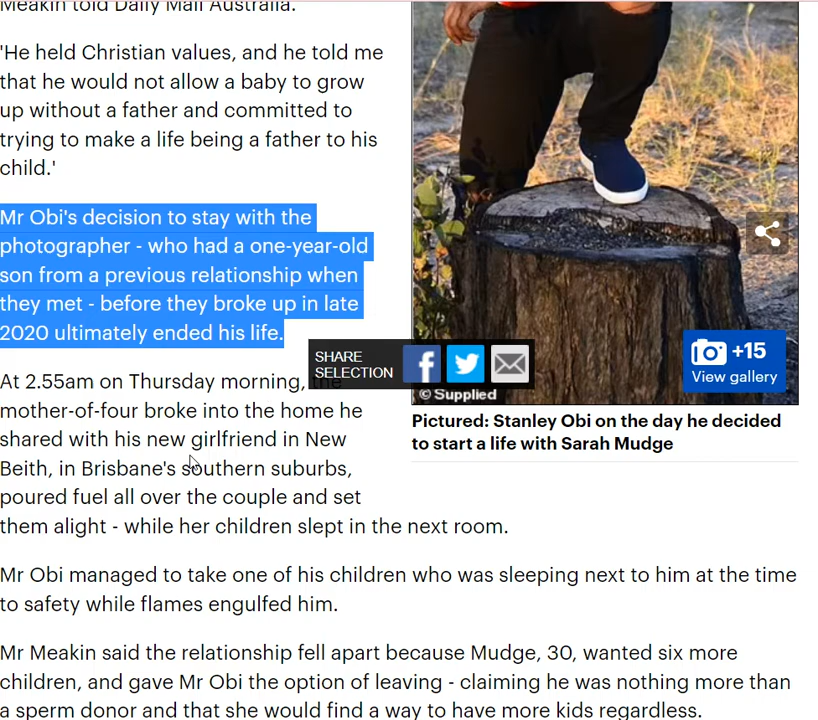 Meakin told Daily Mail Australia.
'He held Christian values, and he told me
that he would not allow a baby to grow
up without a father and committed to
trying to make a life being a father to his
child.'
Mr Obi's decision to stay with the
photographer - who had a one-year-old
son from a previous relationship when
they met - before they broke up in late
2020 ultimately ended his life.
SHARE
SELECTION
At 2.55am on Thursday morning, the
mother-of-four broke into the home he
shared with his new girlfriend in New
Beith, in Brisbane's southern suburbs,
poured fuel all over the couple and set
them alight - while her children slept in the next room.
+15
View gallery
© Supplied
Pictured: Stanley Obi on the day he decided
to start a life with Sarah Mudge
Mr Obi managed to take one of his children who was sleeping next to him at the time
to safety while flames engulfed him.
Mr Meakin said the relationship fell apart because Mudge, 30, wanted six more
children, and gave Mr Obi the option of leaving - claiming he was nothing more than
a sperm donor and that she would find a way to have more kids regardless.